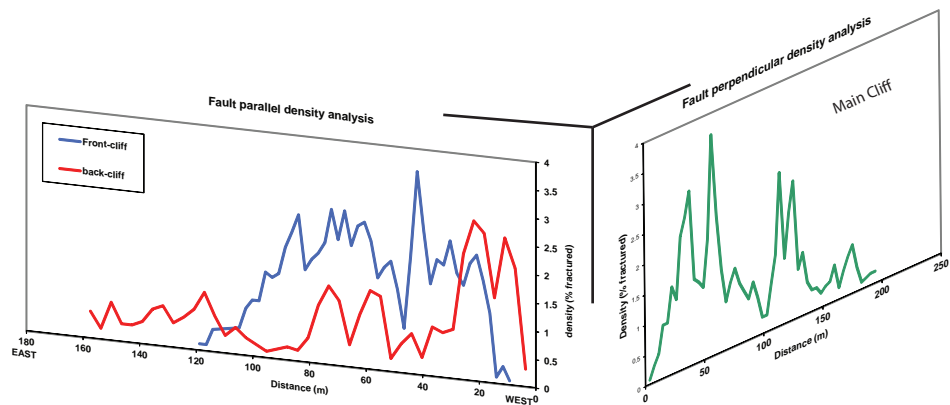 Fault parallel density analysis
Front-cliff
back-cliff
4
3.5
3
2.5
2
1.5
1
0.5
0
density (% fractured)
180 160 140 120 100 80 60 40 20 0
EAST
WEST
Distance (m)
Fault perpendicular density analysis
Main Cliff
4
3.5
3
2.5
2
1.5
1
0.5
0
Density (% fractured)
0 50 100 150 200 250
Distance (m)